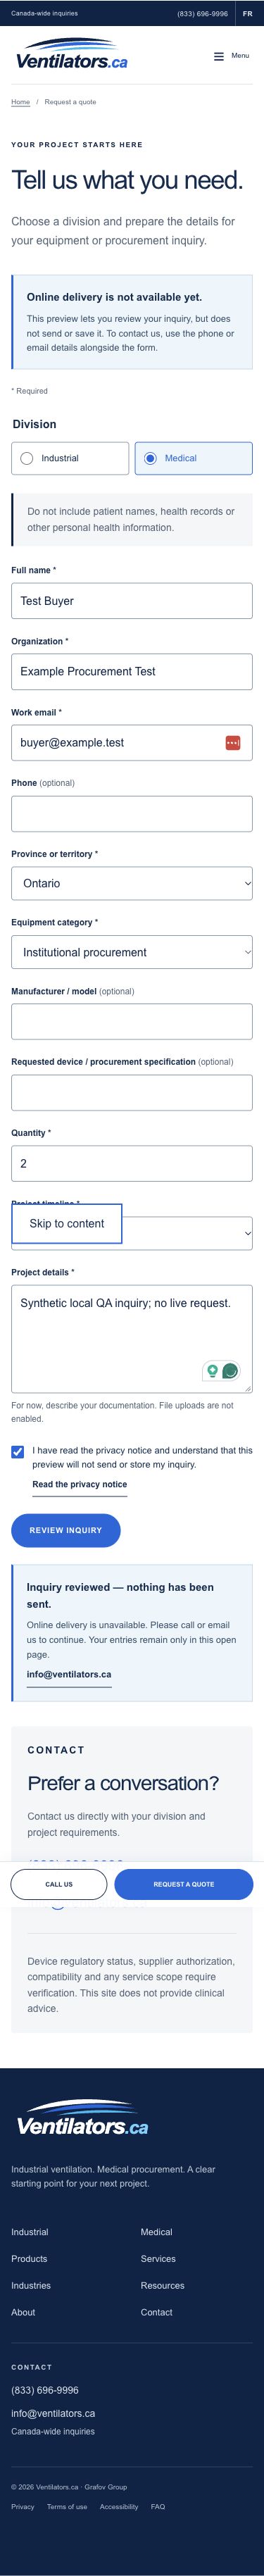 Canada-wide inquiries
(833) 696-9996
FR
Ventilators.ca
Menu
Home / Request a quote
YOUR PROJECT STARTS HERE
Tell us what you need.
Choose a division and prepare the details for
your equipment or procurement inquiry.
Online delivery is not available yet.
This preview lets you review your inquiry, but does
not send or save it. To contact us, use the phone or
email details alongside the form.
* Required
Division
Industrial
Medical
Do not include patient names, health records or
other personal health information.
Full name *
Test Buyer
Organization *
Example Procurement Test
Work email *
buyer@example.test
Phone (optional)
Province or territory *
Ontario
Equipment category *
Institutional procurement
Manufacturer / model (optional)
Requested device / procurement specification (optional)
Quantity *
2
Project timeline *
Skip to content
Project details *
Synthetic local QA inquiry; no live request.
For now, describe your documentation. File uploads are not
enabled.
I have read the privacy notice and understand that this
preview will not send or store my inquiry.
Read the privacy notice
REVIEW INQUIRY
Inquiry reviewed — nothing has been
sent.
Online delivery is unavailable. Please call or email
us to continue. Your entries remain only in this open
page.
info@ventilators.ca
CONTACT
Prefer a conversation?
Contact us directly with your division and
project requirements.
CALL US
REQUEST A QUOTE
Device regulatory status, supplier authorization,
compatibility and any service scope require
verification. This site does not provide clinical
advice.
Ventilators.ca
Industrial ventilation. Medical procurement. A clear
starting point for your next project.
Industrial
Medical
Products
Services
Industries
Resources
About
Contact
CONTACT
(833) 696-9996
info@ventilators.ca
Canada-wide inquiries
© 2026 Ventilators.ca · Grafov Group
Privacy
Terms of use
Accessibility
FAQ